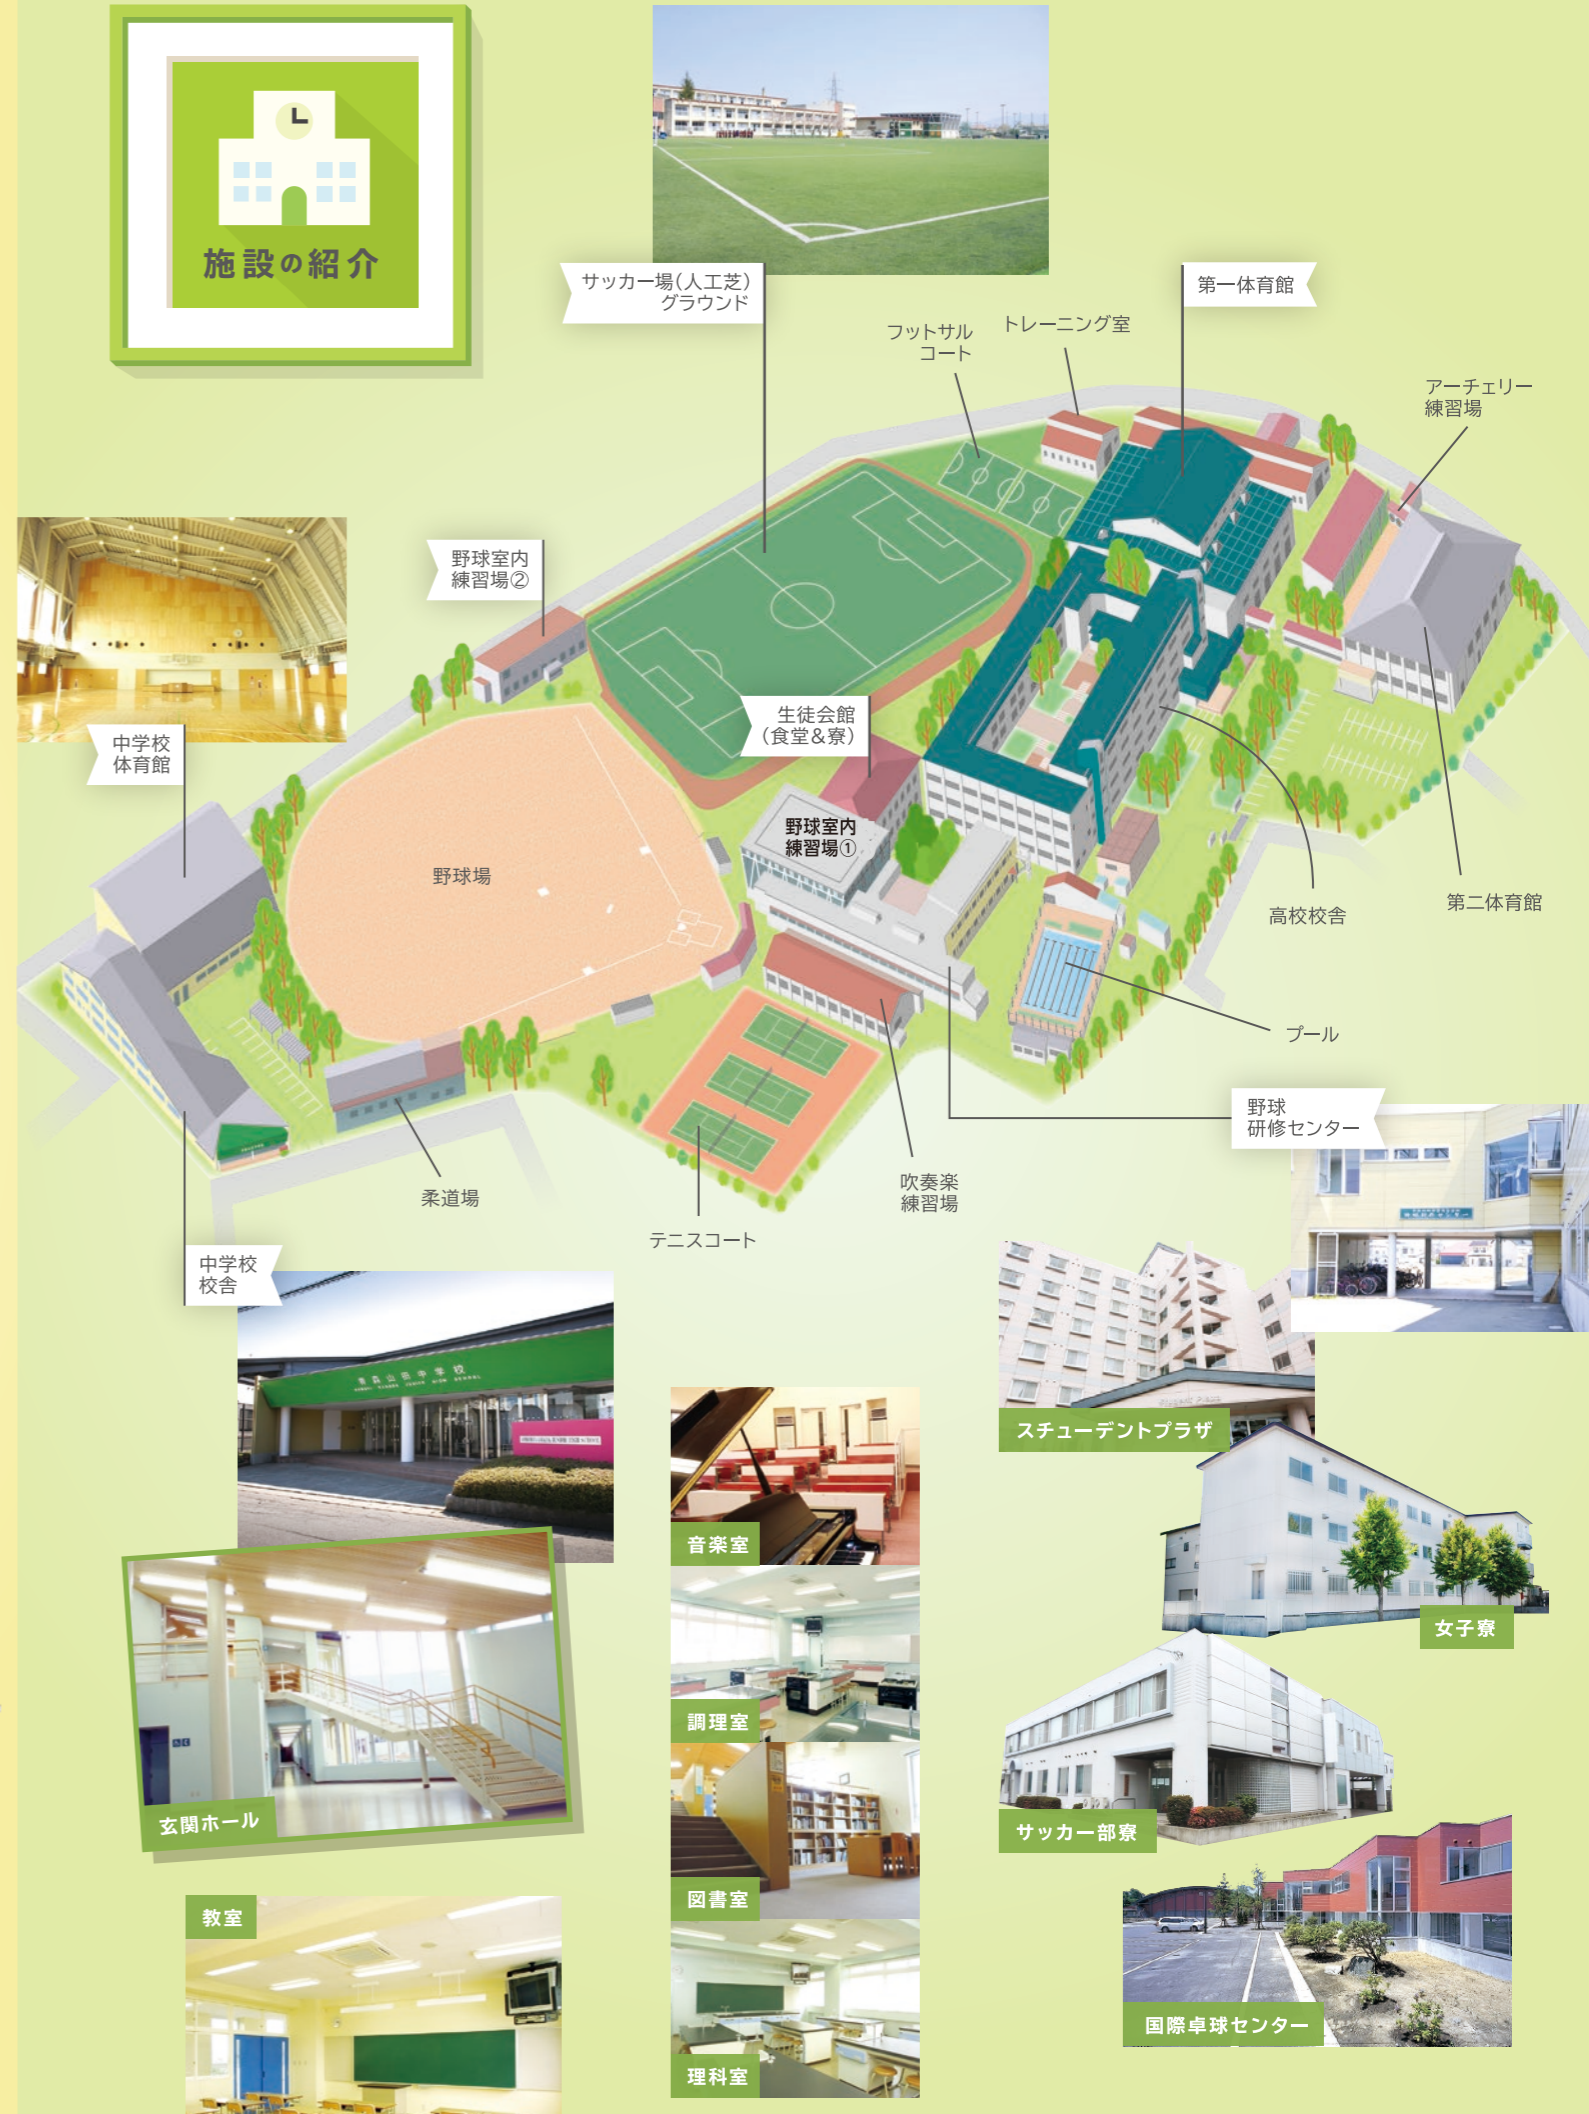 施設の紹介
サッカー場(人工芝)
グラウンド
第一体育館
フットサル
コート
トレーニング室
アーチェリー
練習場
野球室内
練習場②
中学校
体育館
生徒会館
(食堂&寮)
野球室内
練習場①
野球場
高校校舎
第二体育館
プール
野球
研修センター
柔道場
吹奏楽
練習場
テニスコート
中学校
校舎
青森山田中学校
スチューデントプラザ
音楽室
女子寮
調理室
玄関ホール
サッカー部寮
図書室
教室
国際卓球センター
理科室